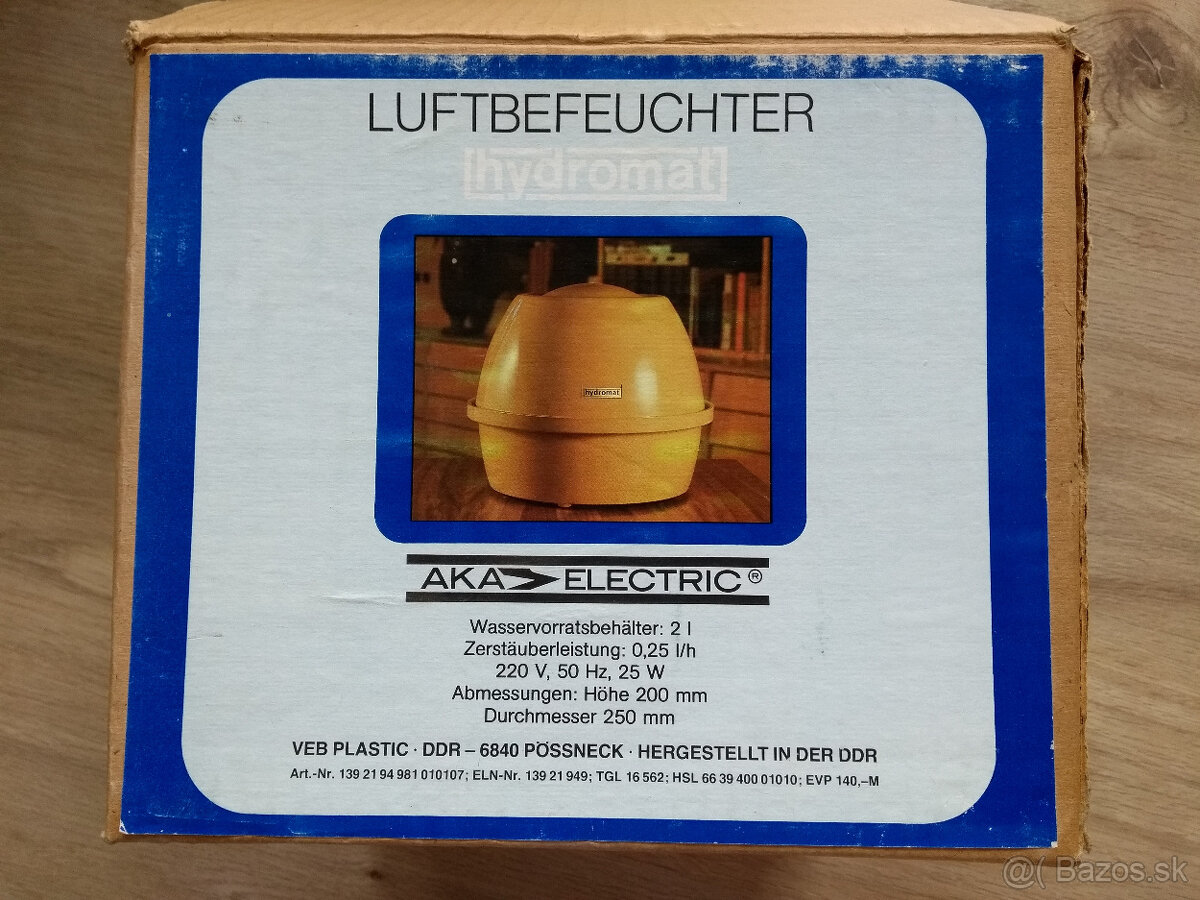 LUFTBEFEUCHTER
hydromat
hydromat
AKA ELECTRIC®
Wasservorratsbehälter: 2 l
Zerstäuberleistung: 0,25 l/h
220 V, 50 Hz, 25 W
Abmessungen: Höhe 200 mm
Durchmesser 250 mm
VEB PLASTIC · DDR – 6840 PÖSSNECK · HERGESTELLT IN DER DDR
Art.-Nr. 139 21 94 981 010107; ELN-Nr. 139 21 949; TGL 16 562; HSL 66 39 400 01010; EVP 140,–M
@( Bazos.sk